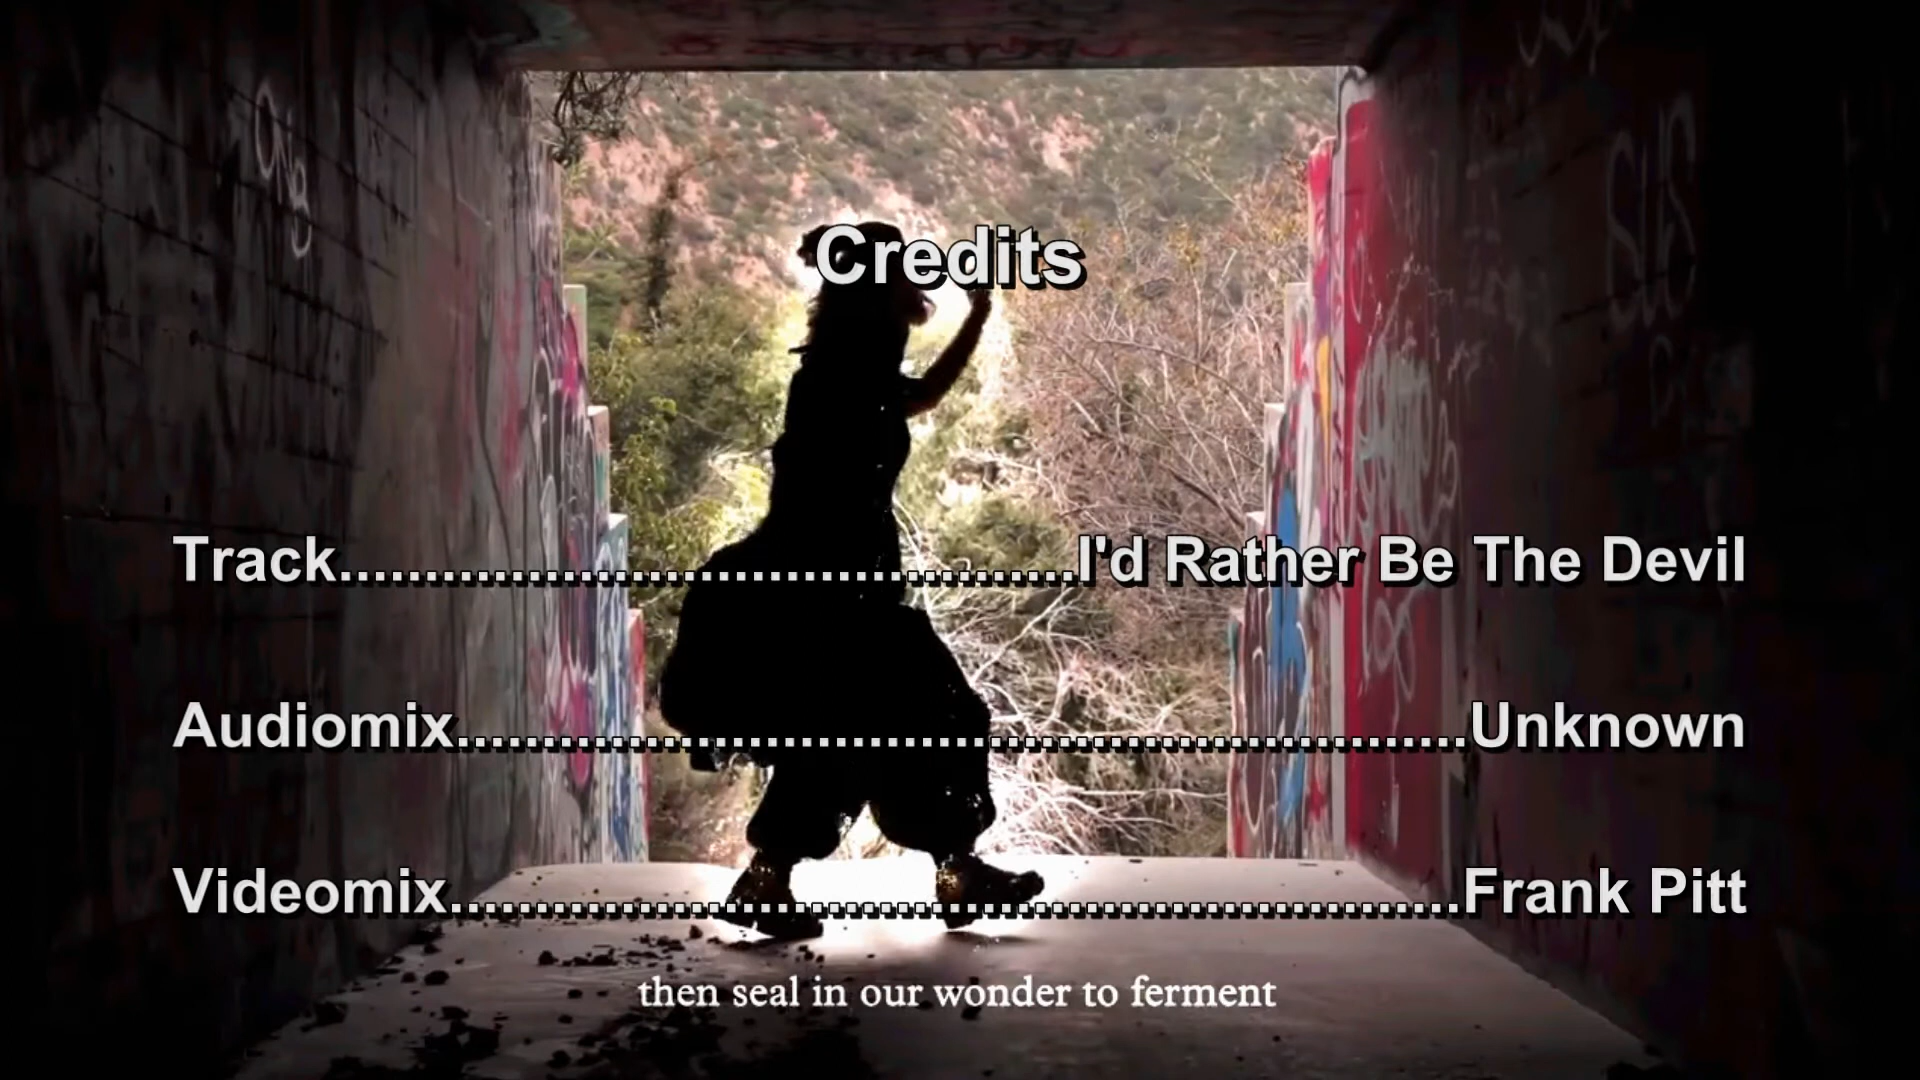 Credits
Track...........................................I'd Rather Be The Devil
Audiomix...........................................................Unknown
Videomix...........................................................Frank Pitt
then seal in our wonder to ferment